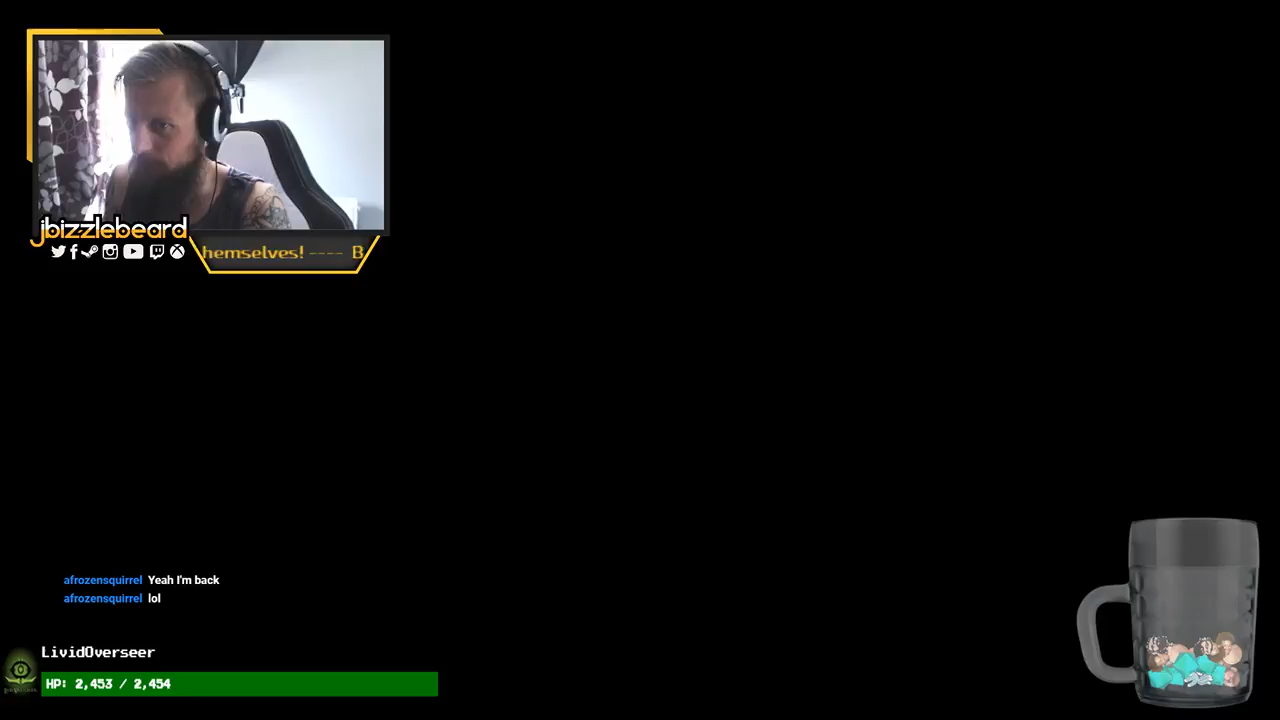 jbizzlebeard
hemselves! ---- B
afrozensquirrel Yeah I'm back
afrozensquirrel lol
LividOverseer
HP: 2,453 / 2,454